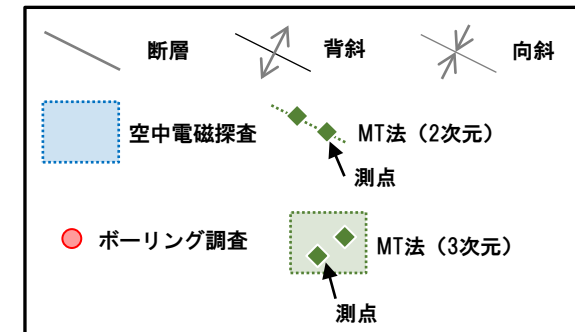 断層
背斜
向斜
空中電磁探査
MT法（2次元）
測点
ボーリング調査
MT法（3次元）
測点